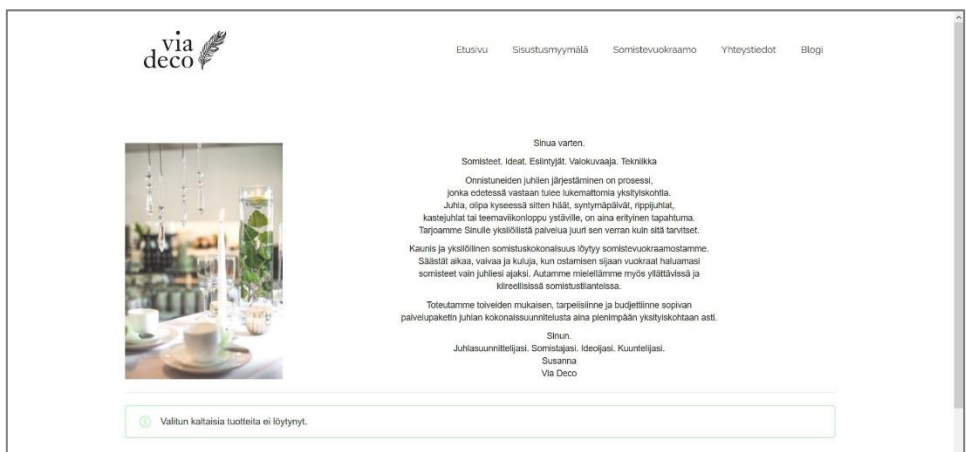 via
deco
Etusivu Sisustusmyymälä Somistevuokraamo Yhteystiedot Blogi
Sinua varten.
Somisteet. Ideat. Esiintyjät. Valokuvaaja. Tekniikka
Onnistuneiden juhlien järjestäminen on prosessi,
jonka edetessä vastaan tulee lukemattomia yksityiskohtia.
Juhla, olipa kyseessä sitten häät, syntymäpäivät, rippijuhlat,
kastejuhlat tai teemaviikonloppu ystäville, on aina erityinen tapahtuma.
Tarjoamme Sinulle yksilöllistä palvelua juuri sen verran kuin sitä tarvitset.
Kaunis ja yksilöllinen somistuskokonaisuus löytyy somistevuokraamostamme.
Säästät aikaa, vaivaa ja kuluja, kun ostamisen sijaan vuokraat haluamasi
somisteet vain juhliesi ajaksi. Autamme mielellämme myös yllättävissä ja
kiireellisissä somistustilanteissa.
Toteutamme toiveiden mukaisen, tarpeisiinne ja budjettiinne sopivan
palvelupaketin juhlan kokonaissuunnitelusta aina pienimpään yksityiskohtaan asti.
Sinun.
Juhlasuunnittelijasi. Somistajasi. Ideoijasi. Kuuntelijasi.
Susanna
Via Deco
Valitun kaltaisia tuotteita ei löytynyt.